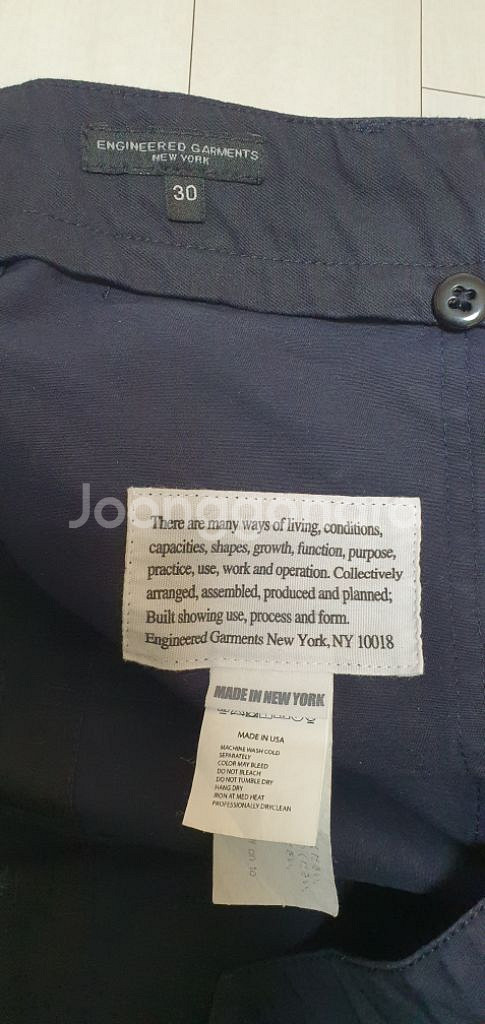 ENGINEERED GARMENTS
NEW YORK
30
Joonggonara
There are many ways of living, conditions,
capacities, shapes, growth, function, purpose,
practice, use, work and operation. Collectively
arranged, assembled, produced and planned;
Built showing use, process and form.
Engineered Garments New York, NY 10018
MADE IN NEW YORK
MADE IN USA
MACHINE WASH COLD
SEPARATELY
COLOR MAY BLEED
DO NOT BLEACH
DO NOT TUMBLE DRY
HANG DRY
IRON AT MED HEAT
PROFESSIONALLY DRYCLEAN